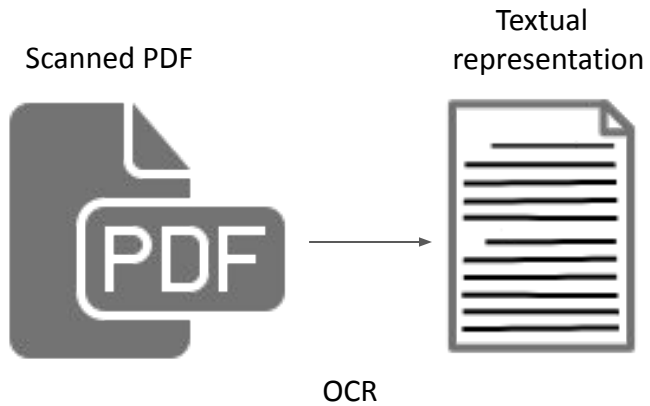 Scanned PDF
Textual
representation
PDF
OCR